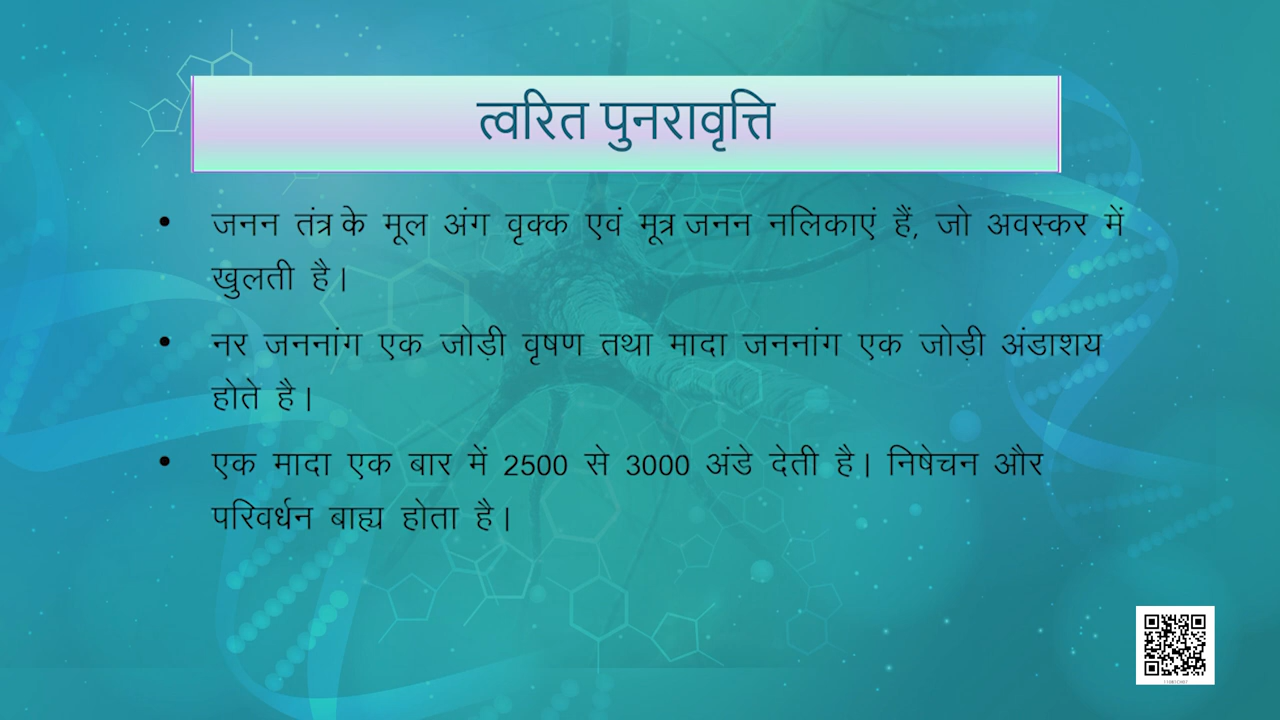 त्वरित पुनरावृत्ति
• जनन तंत्र के मूल अंग वृक्क एवं मूत्र जनन नलिकाएं हैं, जो अवस्कर में
खुलती है।
• नर जननांग एक जोड़ी वृषण तथा मादा जननांग एक जोड़ी अंडाशय
होते है।
• एक मादा एक बार में 2500 से 3000 अंडे देती है। निषेचन और
परिवर्धन बाह्य होता है।